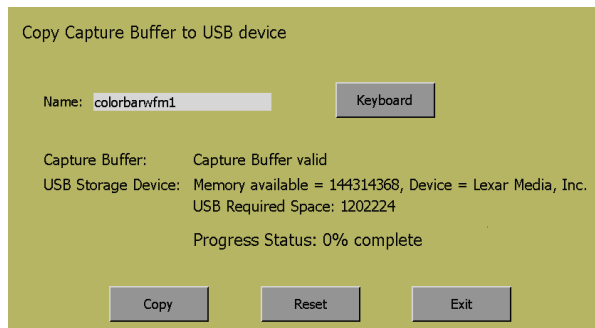 Copy Capture Buffer to USB device
Name: colorbarwfm1 Keyboard
Capture Buffer: Capture Buffer valid
USB Storage Device: Memory available = 144314368, Device = Lexar Media, Inc.
USB Required Space: 1202224
Progress Status: 0% complete
Copy Reset Exit